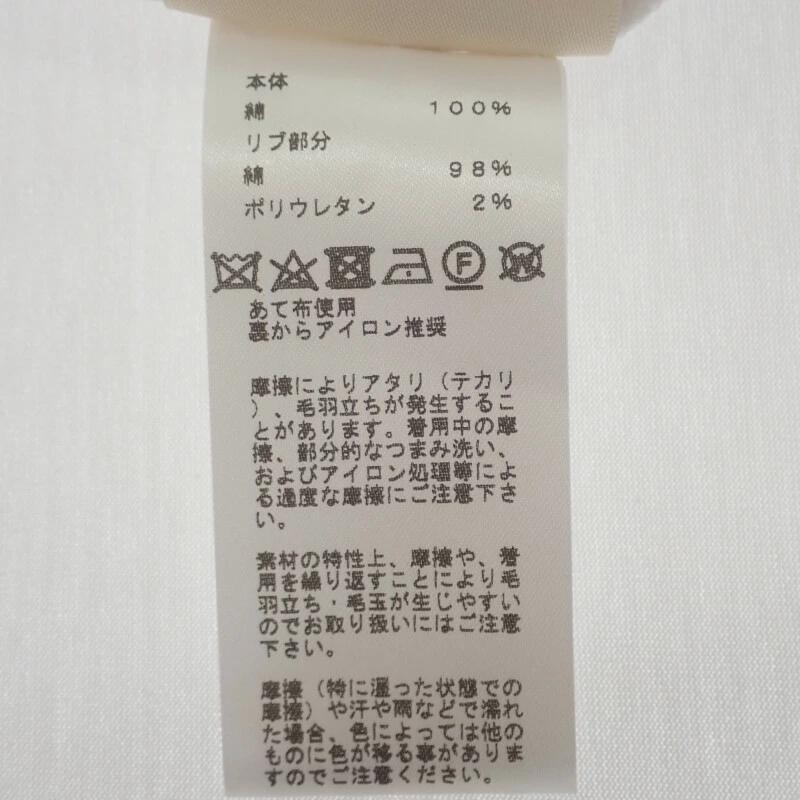 本体
綿 100%
リブ部分
綿 98%
ポリウレタン 2%
F W
あて布使用
裏からアイロン推奨
摩擦によりアタリ(テカリ
)、毛羽立ちが発生するこ
とがあります。着用中の摩
擦、部分的なつまみ洗い、
およびアイロン処理等によ
る過度な摩擦にご注意下さ
い。
素材の特性上、摩擦や、着
用を繰り返すことにより毛
羽立ち・毛玉が生じやすい
のでお取り扱いにはご注意
下さい。
摩擦(特に湿った状態での
摩擦)や汗や雨などで濡れ
た場合、色によっては他の
ものに色が移る事がありま
すのでご注意ください。